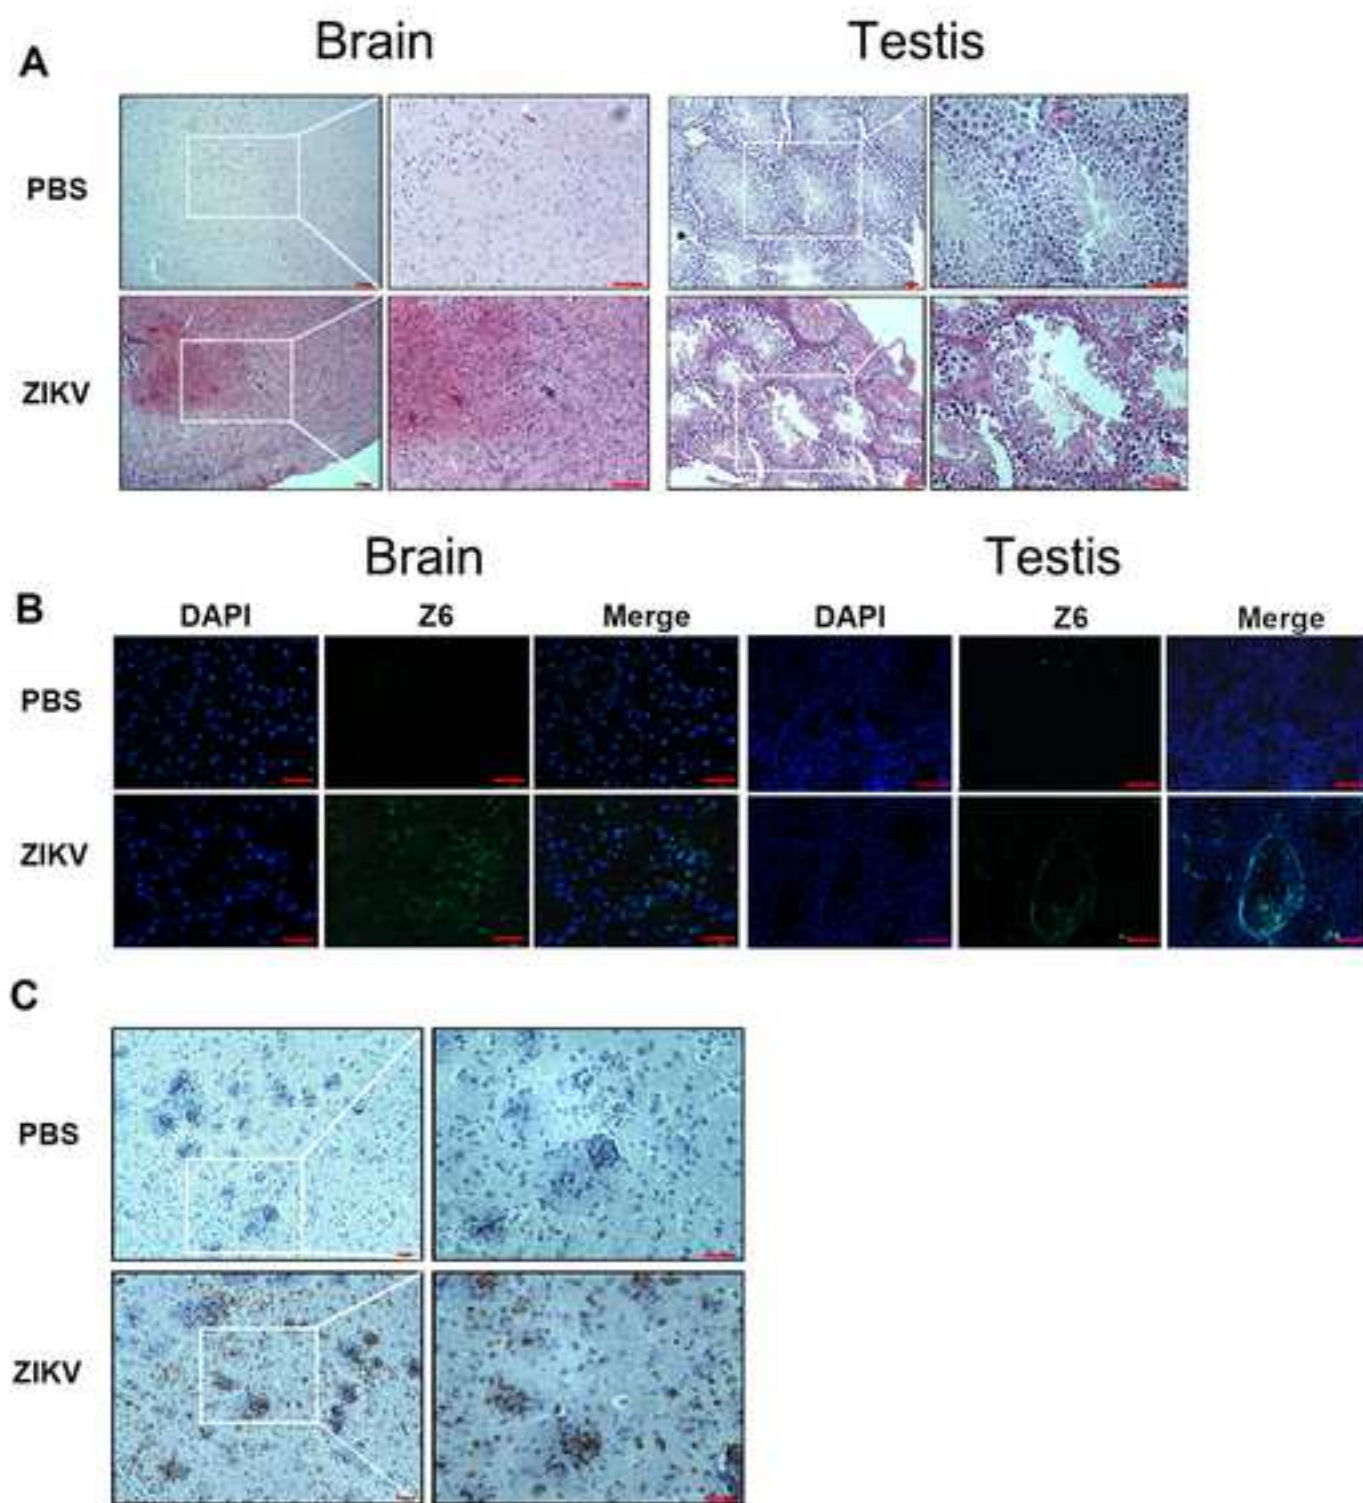 Brain Testis
A
PBS
ZIKV
Brain Testis
B
DAPI Z6 Merge DAPI Z6 Merge
PBS
ZIKV
C
PBS
ZIKV